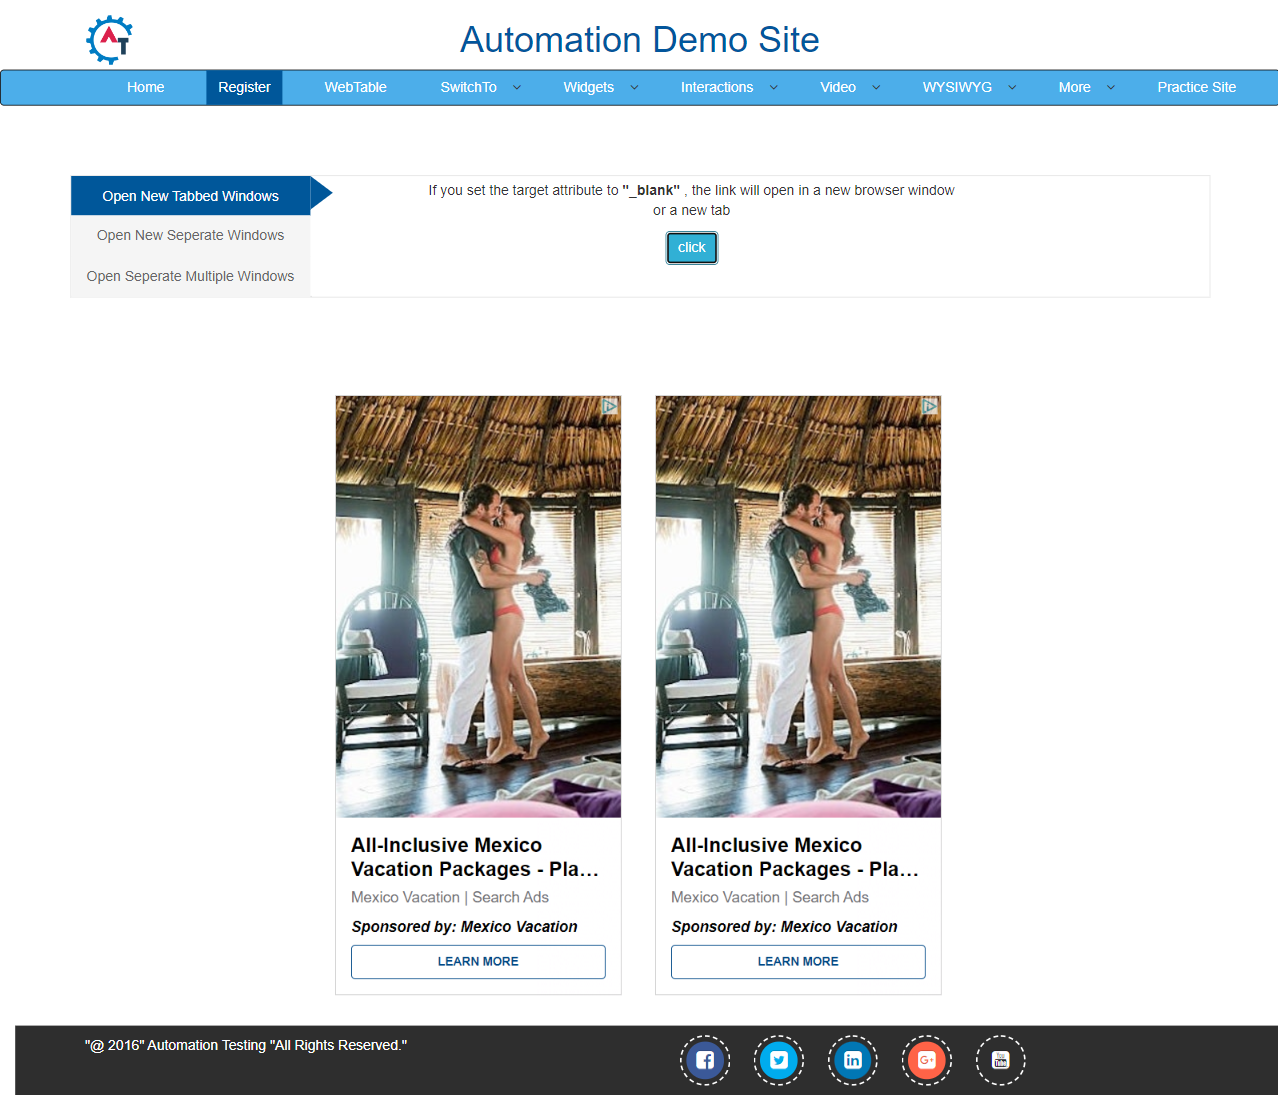 AT
Automation Demo Site
Home Register WebTable SwitchTo Widgets Interactions Video WYSIWYG More Practice Site
Open New Tabbed Windows
Open New Seperate Windows
Open Seperate Multiple Windows
If you set the target attribute to "_blank" , the link will open in a new browser window
or a new tab
click
All-Inclusive Mexico
Vacation Packages - Pla...
Mexico Vacation | Search Ads
Sponsored by: Mexico Vacation
LEARN MORE
All-Inclusive Mexico
Vacation Packages - Pla...
Mexico Vacation | Search Ads
Sponsored by: Mexico Vacation
LEARN MORE
"@ 2016" Automation Testing "All Rights Reserved."
f in G+ You Tube